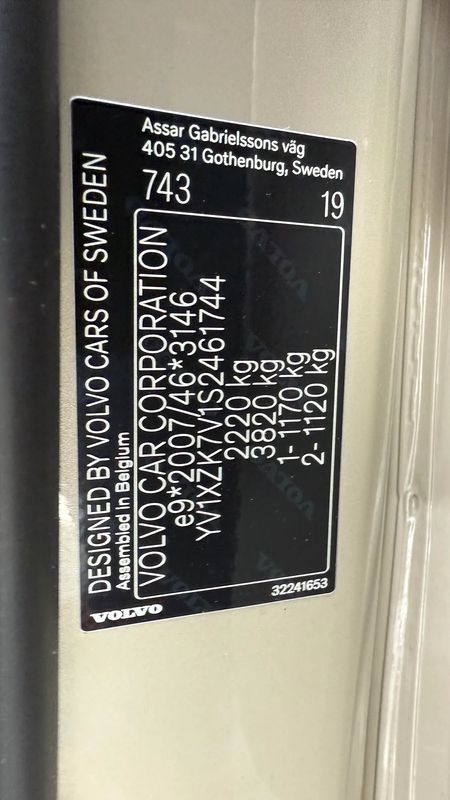 Assar Gabrielssons väg
405 31 Gothenburg, Sweden
743
19
DESIGNED BY VOLVO CARS OF SWEDEN
Assembled in Belgium
VOLVO CAR CORPORATION
e9*2007/46*3146
YV1XZK7V1S2461744
2220 kg
3820 kg
1- 1170 kg
2- 1120 kg
VOLVO
32241653